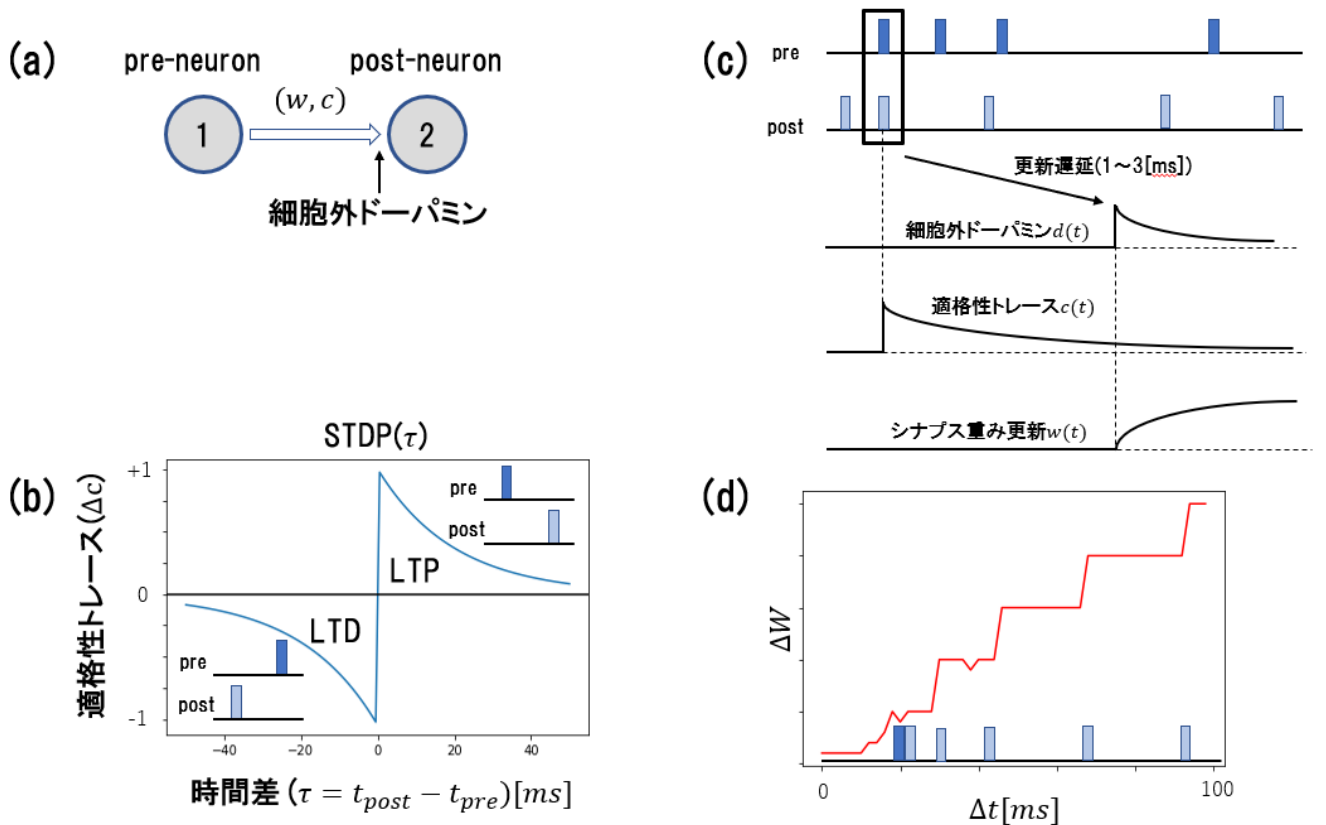 (a)
pre-neuron
post-neuron
(w, c)
1
2
細胞外ドーパミン
(b)
STDP(τ)
適格性トレース(Δc)
+1
0
-1
pre
post
LTP
LTD
pre
post
−40
−20
0
20
40
時間差 (τ = t_post − t_pre)[ms]
(c)
pre
post
更新遅延(1～3[ms])
細胞外ドーパミンd(t)
適格性トレースc(t)
シナプス重み更新w(t)
(d)
ΔW
0
100
Δt[ms]